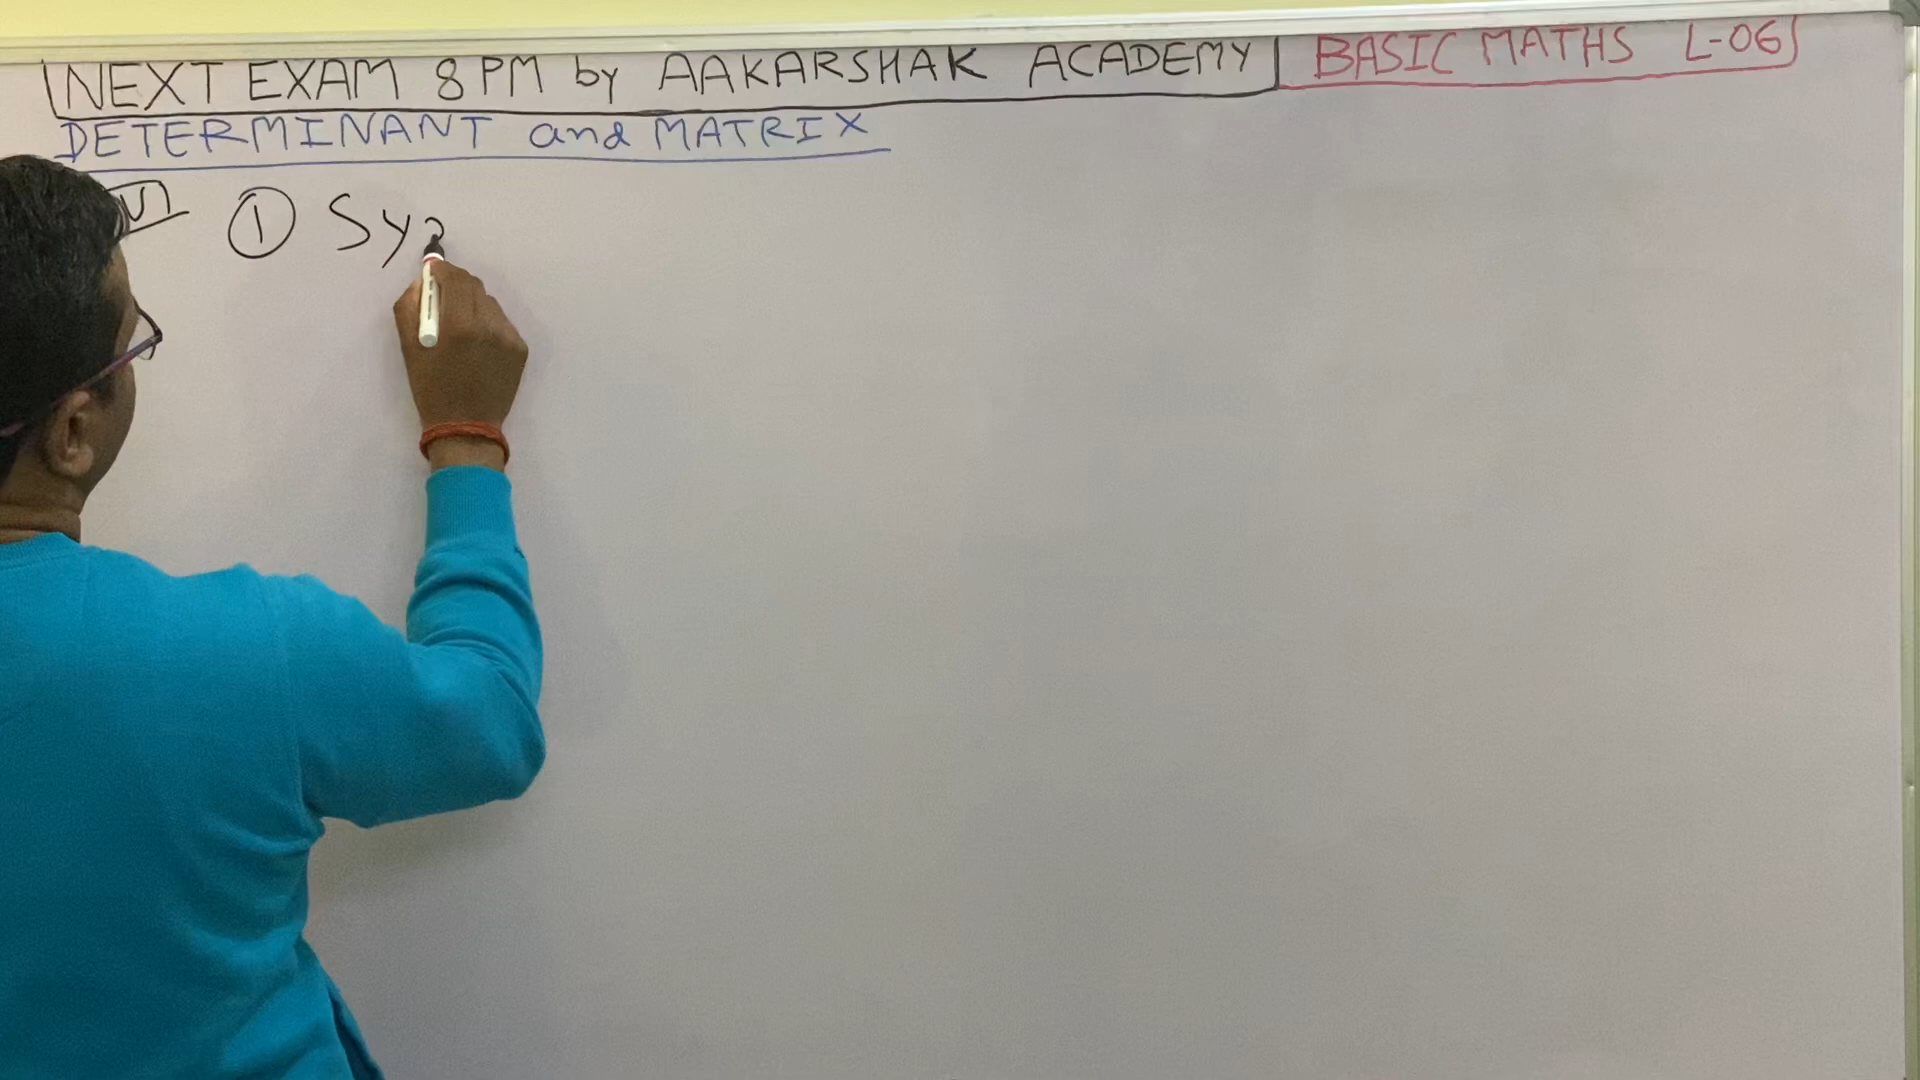 NEXT EXAM 8 PM by AAKARSHAK ACADEMY BASIC MATHS L-06
DETERMINANT and MATRIX
① Sy